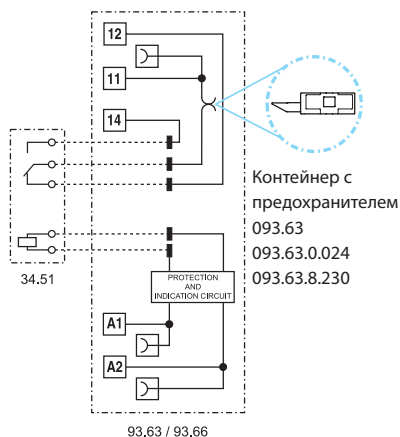 12
11
14
Контейнер с
предохранителем
093.63
093.63.0.024
093.63.8.230
34.51
PROTECTION
AND
INDICATION CIRCUIT
A1
A2
93.63 / 93.66